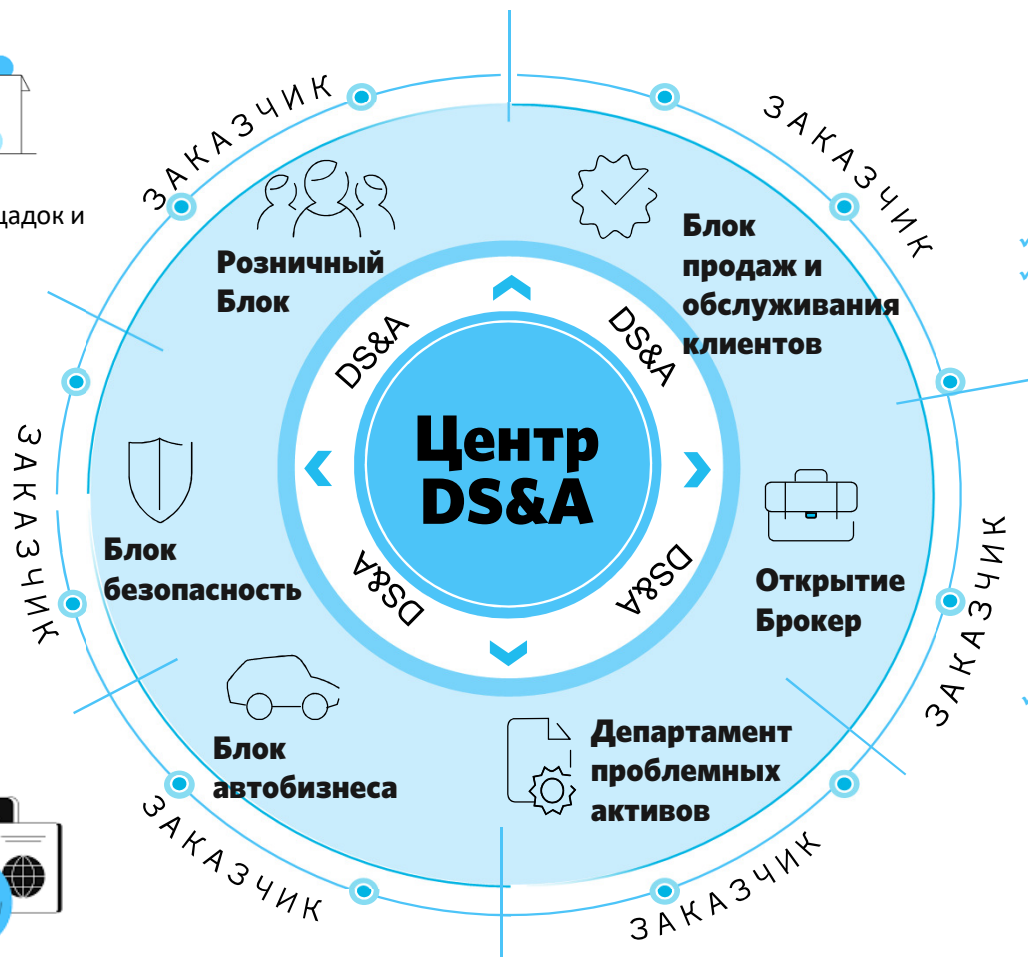 ЗАКАЗЧИК
ЗАКАЗЧИК
и
Розничный
Блок
Блок
продаж и
обслуживания
клиентов
DS&A
DS&A
Центр
DS&A
ЗАКАЗЧИК
Блок
безопасность
Открытие
Брокер
ЗАКАЗЧИК
DS&A
DS&A
Блок
автобизнеса
Департамент
проблемных
активов
ЗАКАЗЧИК
ЗАКАЗЧИК